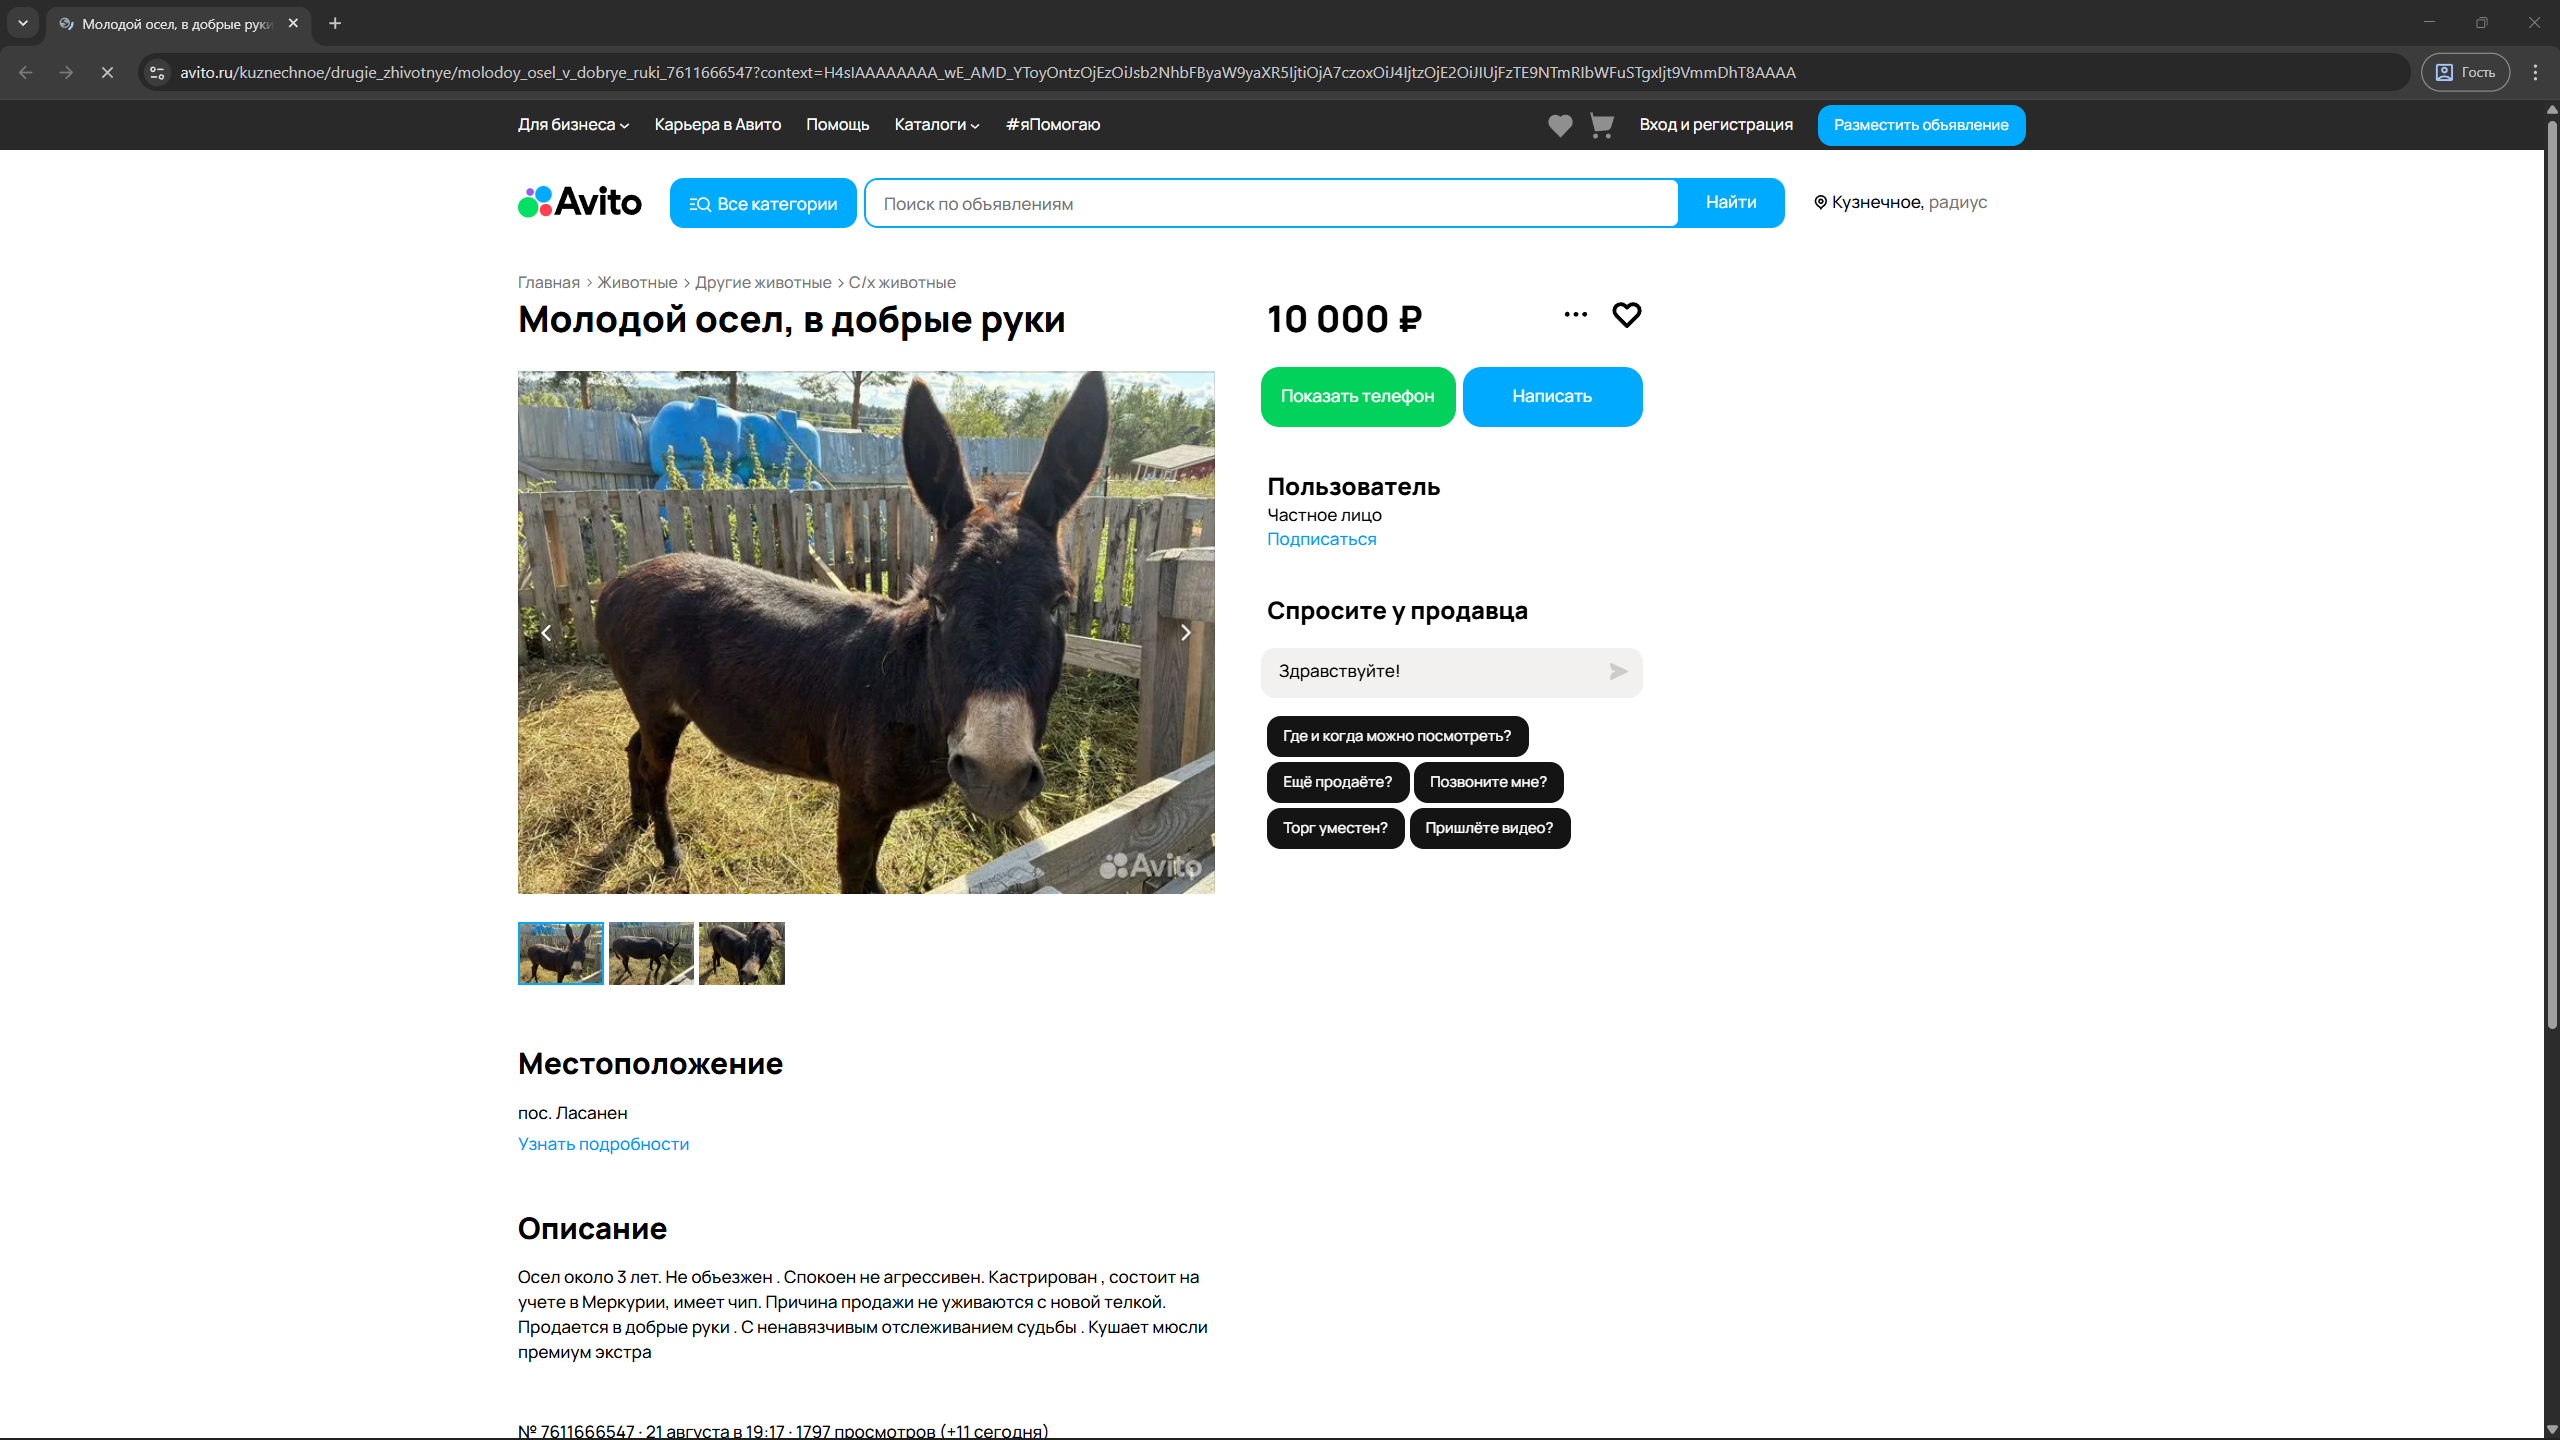 Молодой осел, в добрые руки
avito.ru/kuznechnoe/drugie_zhivotnye/molodoy_osel_v_dobrye_ruki_7611666547?context=H4sIAAAAAAAA_wE_AMD_YToyOntzOjEzOiJsb2NhbFByaW9yaXR5IjtiOjA7czoxOiJ4IjtzOjE2OiJIUjFzTE9NTmRIbWFuSTgxIjt9VmmDhT8AAAA
Гость
Для бизнеса Карьера в Авито Помощь Каталоги #яПомогаю Вход и регистрация Разместить объявление
Avito Все категории Поиск по объявлениям Найти Кузнечное, радиус
Главная > Животные > Другие животные > С/х животные
Молодой осел, в добрые руки
10 000 ₽
Показать телефон Написать
Пользователь
Частное лицо
Подписаться
Спросите у продавца
Здравствуйте!
Где и когда можно посмотреть?
Ещё продаёте? Позвоните мне?
Торг уместен? Пришлёте видео?
Avito
Местоположение
пос. Ласанен
Узнать подробности
Описание
Осел около 3 лет. Не объезжен . Спокоен не агрессивен. Кастрирован , состоит на
учете в Меркурии, имеет чип. Причина продажи не уживаются с новой телкой.
Продается в добрые руки . С ненавязчивым отслеживанием судьбы . Кушает мюсли
премиум экстра
№ 7611666547 · 21 августа в 19:17 · 1797 просмотров (+11 сегодня)